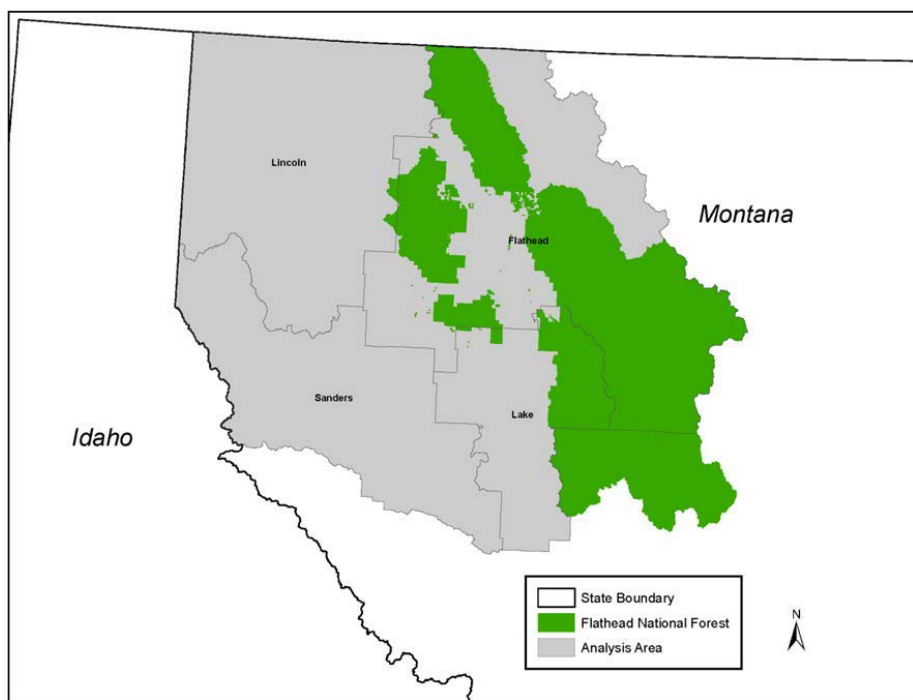 Lincoln
Montana
Flathead
Sanders
Lake
Idaho
State Boundary
Flathead National Forest
Analysis Area
N